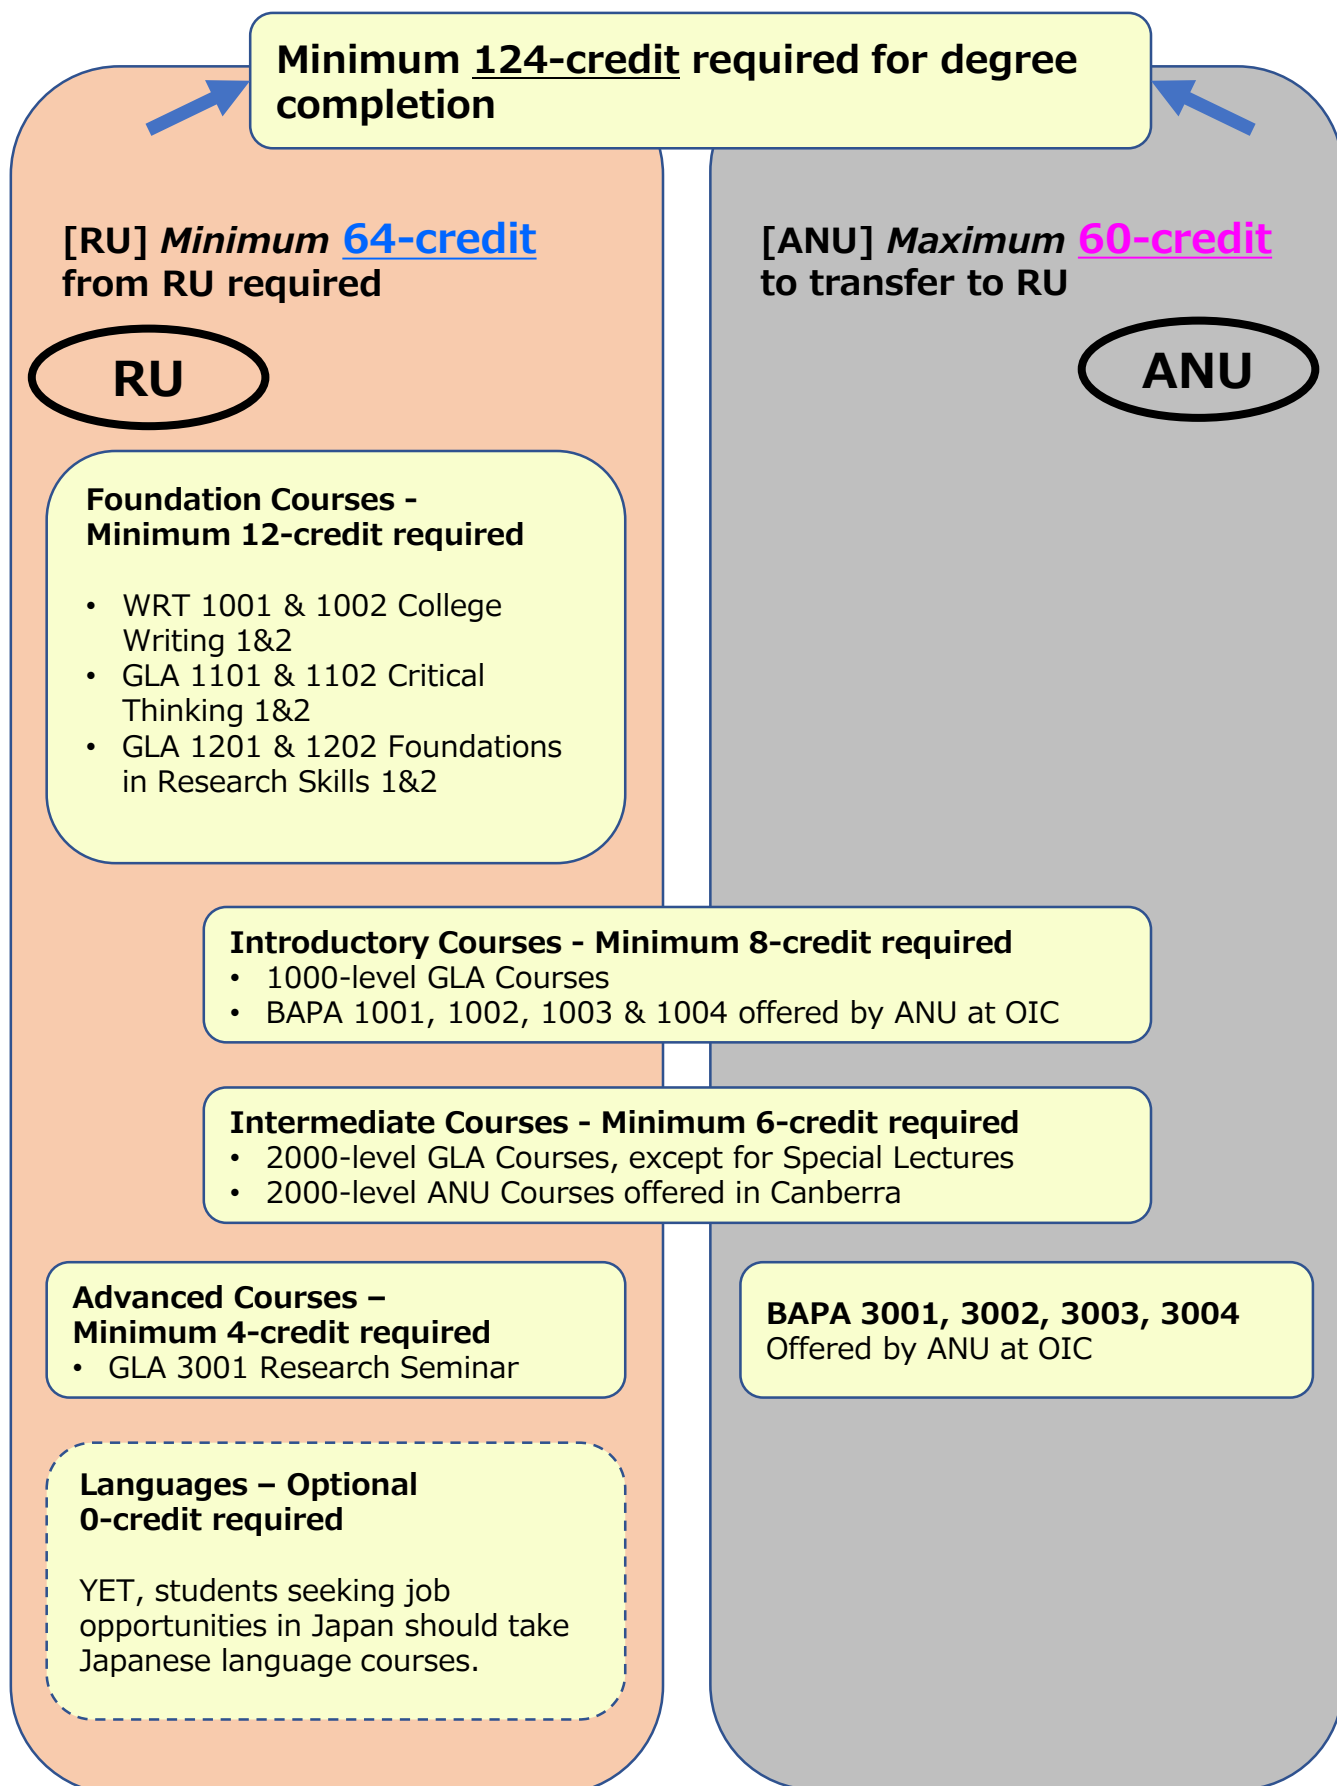 Minimum 124-credit required for degree
completion
[RU] Minimum 64-credit
from RU required
RU
[ANU] Maximum 60-credit
to transfer to RU
ANU
Foundation Courses -
Minimum 12-credit required
• WRT 1001 & 1002 College
Writing 1&2
• GLA 1101 & 1102 Critical
Thinking 1&2
• GLA 1201 & 1202 Foundations
in Research Skills 1&2
Introductory Courses - Minimum 8-credit required
• 1000-level GLA Courses
• BAPA 1001, 1002, 1003 & 1004 offered by ANU at OIC
Intermediate Courses - Minimum 6-credit required
• 2000-level GLA Courses, except for Special Lectures
• 2000-level ANU Courses offered in Canberra
Advanced Courses –
Minimum 4-credit required
• GLA 3001 Research Seminar
BAPA 3001, 3002, 3003, 3004
Offered by ANU at OIC
Languages – Optional
0-credit required
YET, students seeking job
opportunities in Japan should take
Japanese language courses.